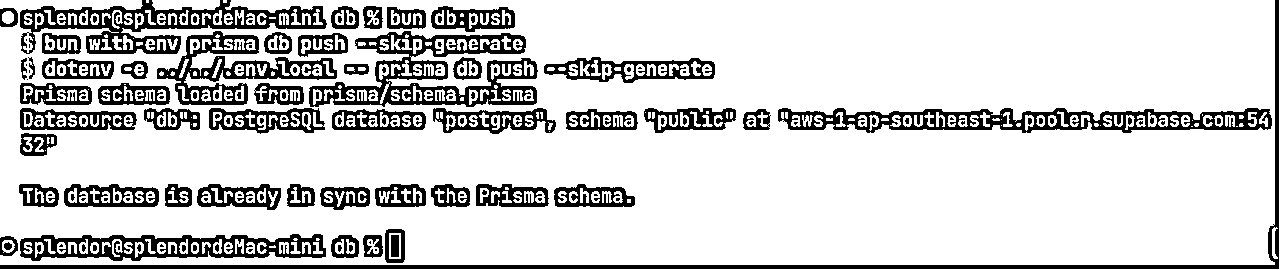 splendor@splendordeMac-mini db % bun db:push
$ bun with-env prisma db push --skip-generate
$ dotenv -e ../../.env.local -- prisma db push --skip-generate
Prisma schema loaded from prisma/schema.prisma
Datasource "db": PostgreSQL database "postgres", schema "public" at "aws-1-ap-southeast-1.pooler.supabase.com:54
32"
The database is already in sync with the Prisma schema.
splendor@splendordeMac-mini db %